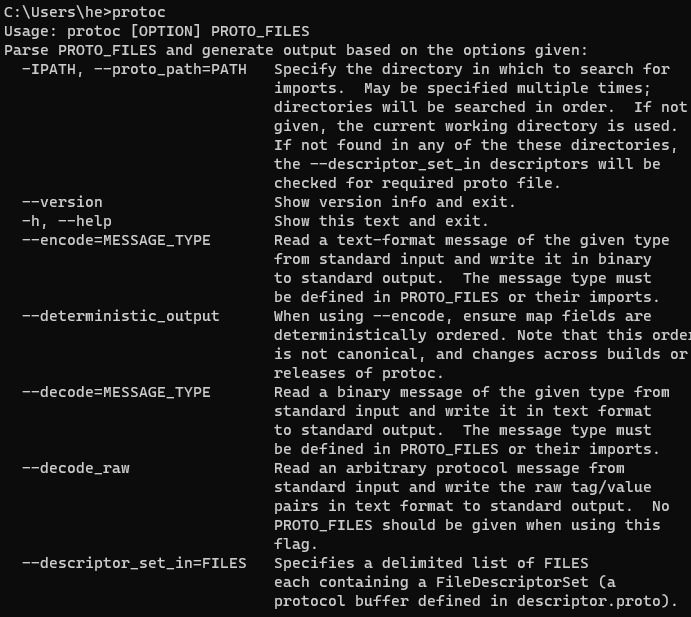 C:\Users\he>protoc
Usage: protoc [OPTION] PROTO_FILES
Parse PROTO_FILES and generate output based on the options given:
  -IPATH, --proto_path=PATH   Specify the directory in which to search for
                              imports.  May be specified multiple times;
                              directories will be searched in order.  If not
                              given, the current working directory is used.
                              If not found in any of the these directories,
                              the --descriptor_set_in descriptors will be
                              checked for required proto file.
  --version                   Show version info and exit.
  -h, --help                  Show this text and exit.
  --encode=MESSAGE_TYPE       Read a text-format message of the given type
                              from standard input and write it in binary
                              to standard output.  The message type must
                              be defined in PROTO_FILES or their imports.
  --deterministic_output      When using --encode, ensure map fields are
                              deterministically ordered. Note that this order
                              is not canonical, and changes across builds or
                              releases of protoc.
  --decode=MESSAGE_TYPE       Read a binary message of the given type from
                              standard input and write it in text format
                              to standard output.  The message type must
                              be defined in PROTO_FILES or their imports.
  --decode_raw                Read an arbitrary protocol message from
                              standard input and write the raw tag/value
                              pairs in text format to standard output.  No
                              PROTO_FILES should be given when using this
                              flag.
  --descriptor_set_in=FILES   Specifies a delimited list of FILES
                              each containing a FileDescriptorSet (a
                              protocol buffer defined in descriptor.proto).